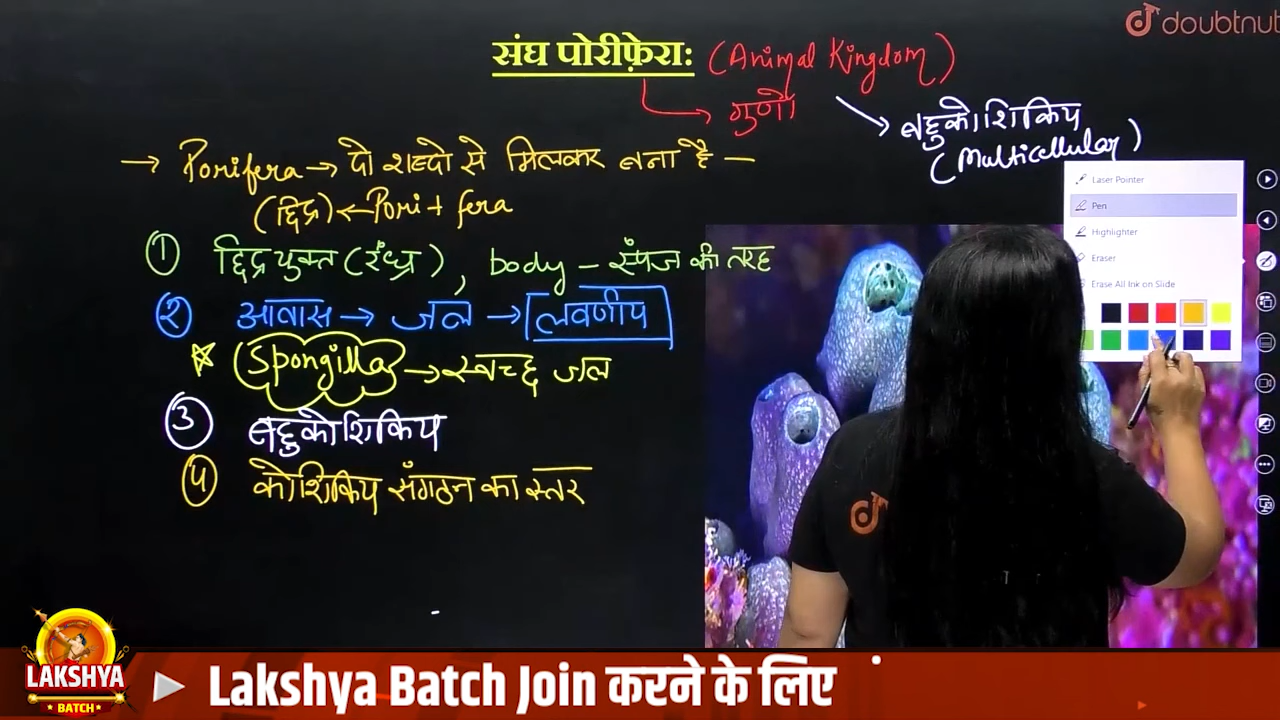 doubtnut
संघ पोरीफ़ेरा: (Animal Kingdom)
गुणो
बहुकोशिकिय
(Multicellular)
→ Porifera → दो शब्दो से मिलकर बना है —
(छिद्र) ← Pori + fera
① छिद्रयुक्त (रंध्र), body - स्पंज की तरह
② आवास → जल → लवणीय
(Spongilla) → स्वच्छ जल
③ बहुकोशिकिय
④ कोशिकिय संगठन का स्तर
Laser Pointer
Pen
Highlighter
Eraser
Erase All Ink on Slide
LAKSHYA
BATCH
Lakshya Batch Join करने के लिए